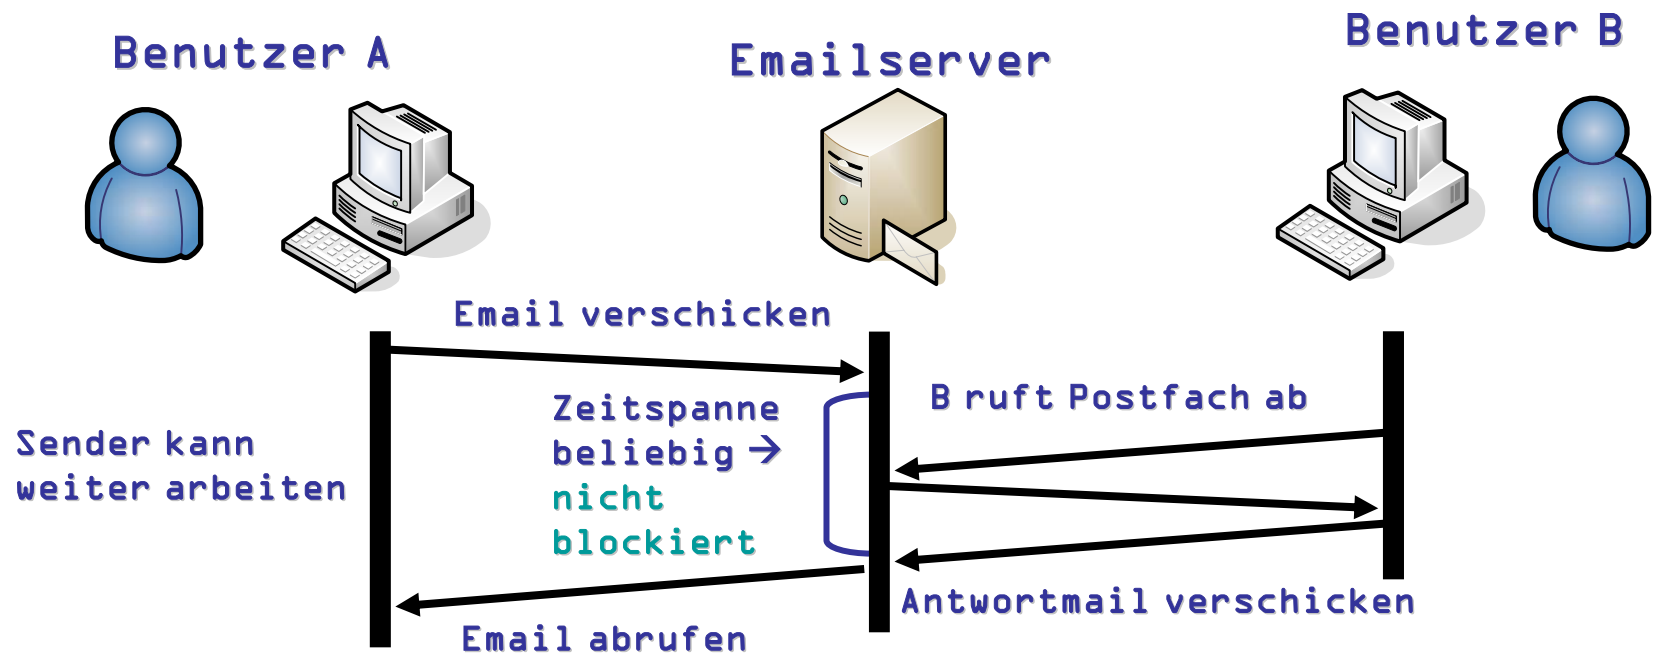 Benutzer A
Emailserver
Benutzer B
Email verschicken
B ruft Postfach ab
Zeitspanne
beliebig →
nicht
blockiert
Sender kann
weiter arbeiten
Antwortmail verschicken
Email abrufen